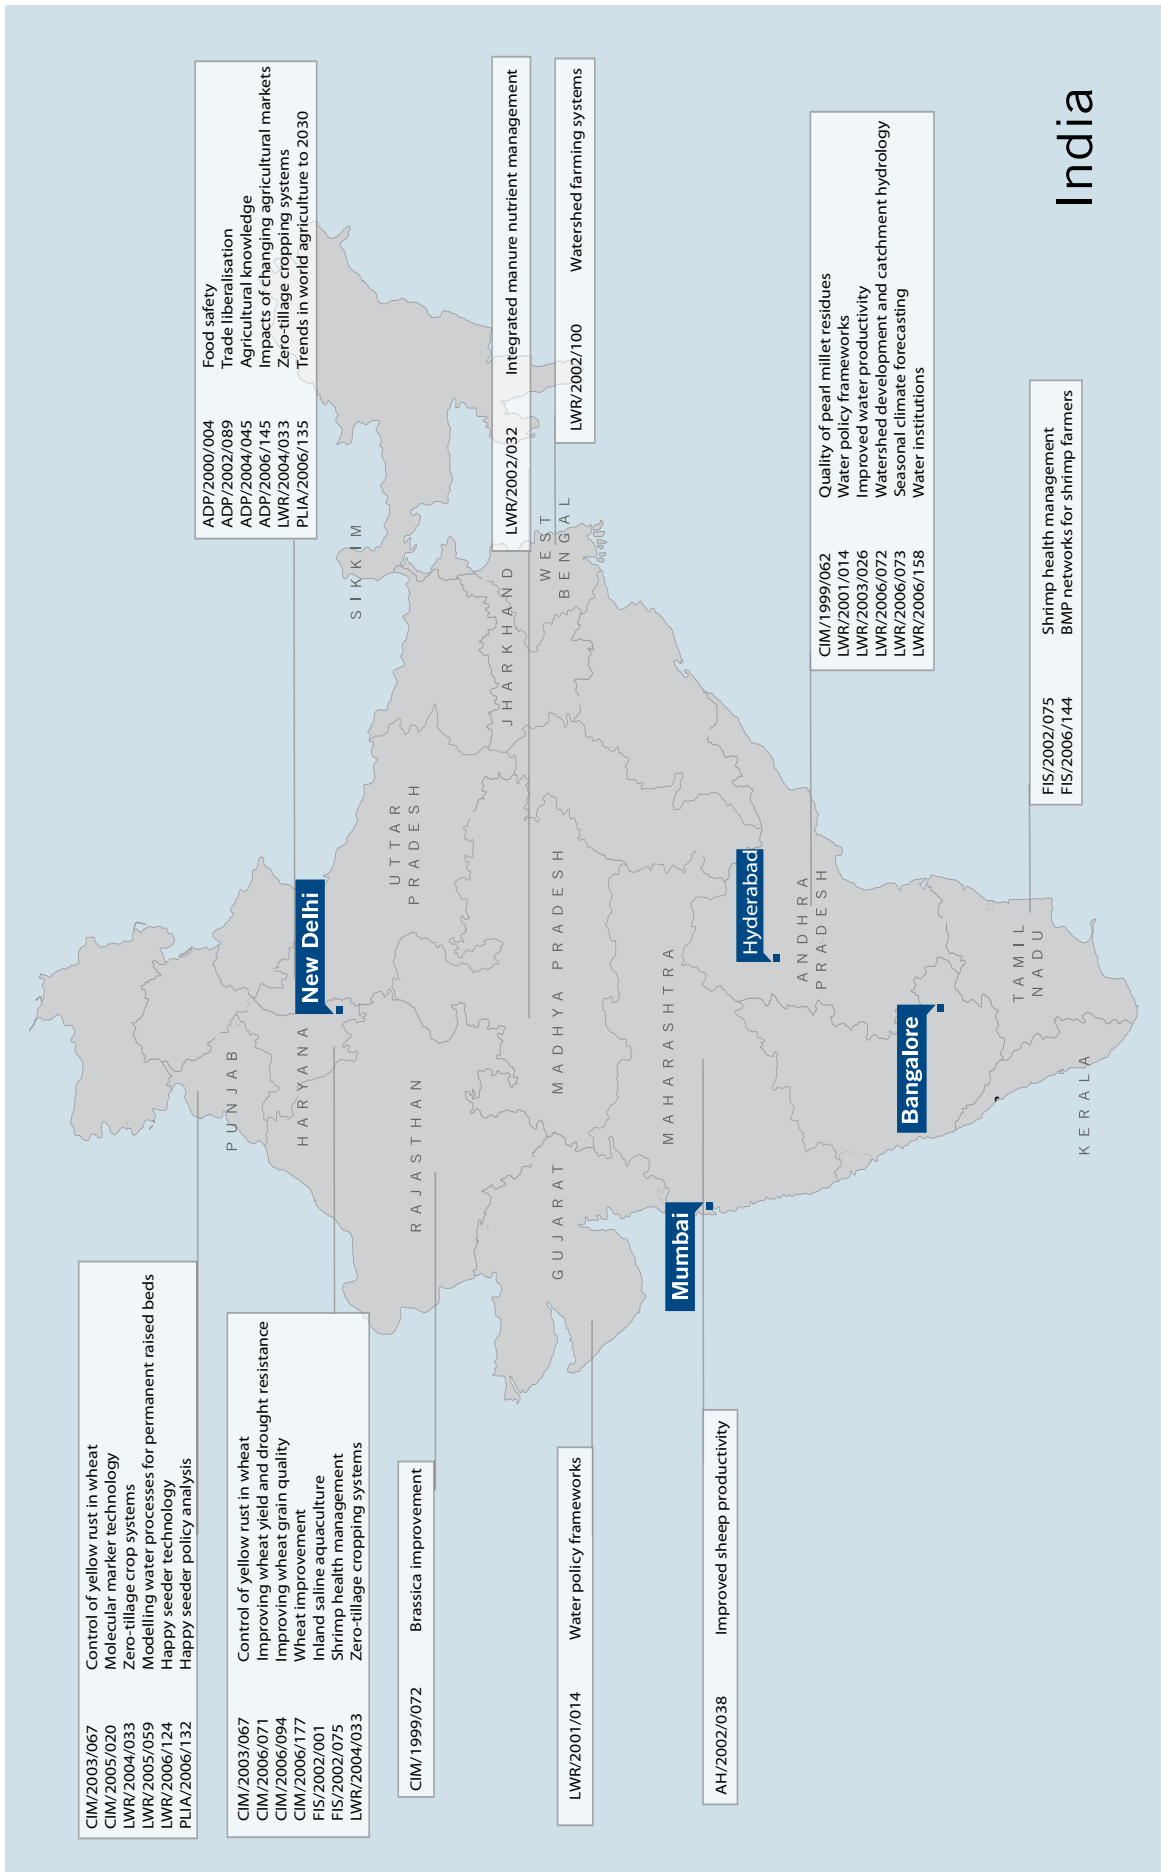 India
CIM/2003/067 Control of yellow rust in wheat
CIM/2005/020 Molecular marker technology
LWR/2004/033 Zero-tillage crop systems
LWR/2005/059 Modelling water processes for permanent raised beds
LWR/2006/124 Happy seeder technology
PLIA/2006/132 Happy seeder policy analysis
CIM/2003/067 Control of yellow rust in wheat
CIM/2006/071 Improving wheat yield and drought resistance
CIM/2006/094 Improving wheat grain quality
CIM/2006/177 Wheat improvement
FIS/2002/001 Inland saline aquaculture
FIS/2002/075 Shrimp health management
LWR/2004/033 Zero-tillage cropping systems
CIM/1999/072 Brassica improvement
LWR/2001/014 Water policy frameworks
AH/2002/038 Improved sheep productivity
ADP/2000/004 Food safety
ADP/2002/089 Trade liberalisation
ADP/2004/045 Agricultural knowledge
ADP/2006/145 Impacts of changing agricultural markets
LWR/2004/033 Zero-tillage cropping systems
PLIA/2006/135 Trends in world agriculture to 2030
LWR/2002/032 Integrated manure nutrient management
LWR/2002/100 Watershed farming systems
CIM/1999/062 Quality of pearl millet residues
LWR/2001/014 Water policy frameworks
LWR/2003/026 Improved water productivity
LWR/2006/072 Watershed development and catchment hydrology
LWR/2006/073 Seasonal climate forecasting
LWR/2006/158 Water institutions
FIS/2002/075 Shrimp health management
FIS/2006/144 BMP networks for shrimp farmers
PUNJAB
HARYANA
New Delhi
SIKKIM
UTTAR
PRADESH
RAJASTHAN
JHARKHAND
WEST
BENGAL
GUJARAT
MADHYA PRADESH
MAHARASHTRA
Mumbai
Hyderabad
ANDHRA
PRADESH
Bangalore
TAMIL
NADU
KERALA